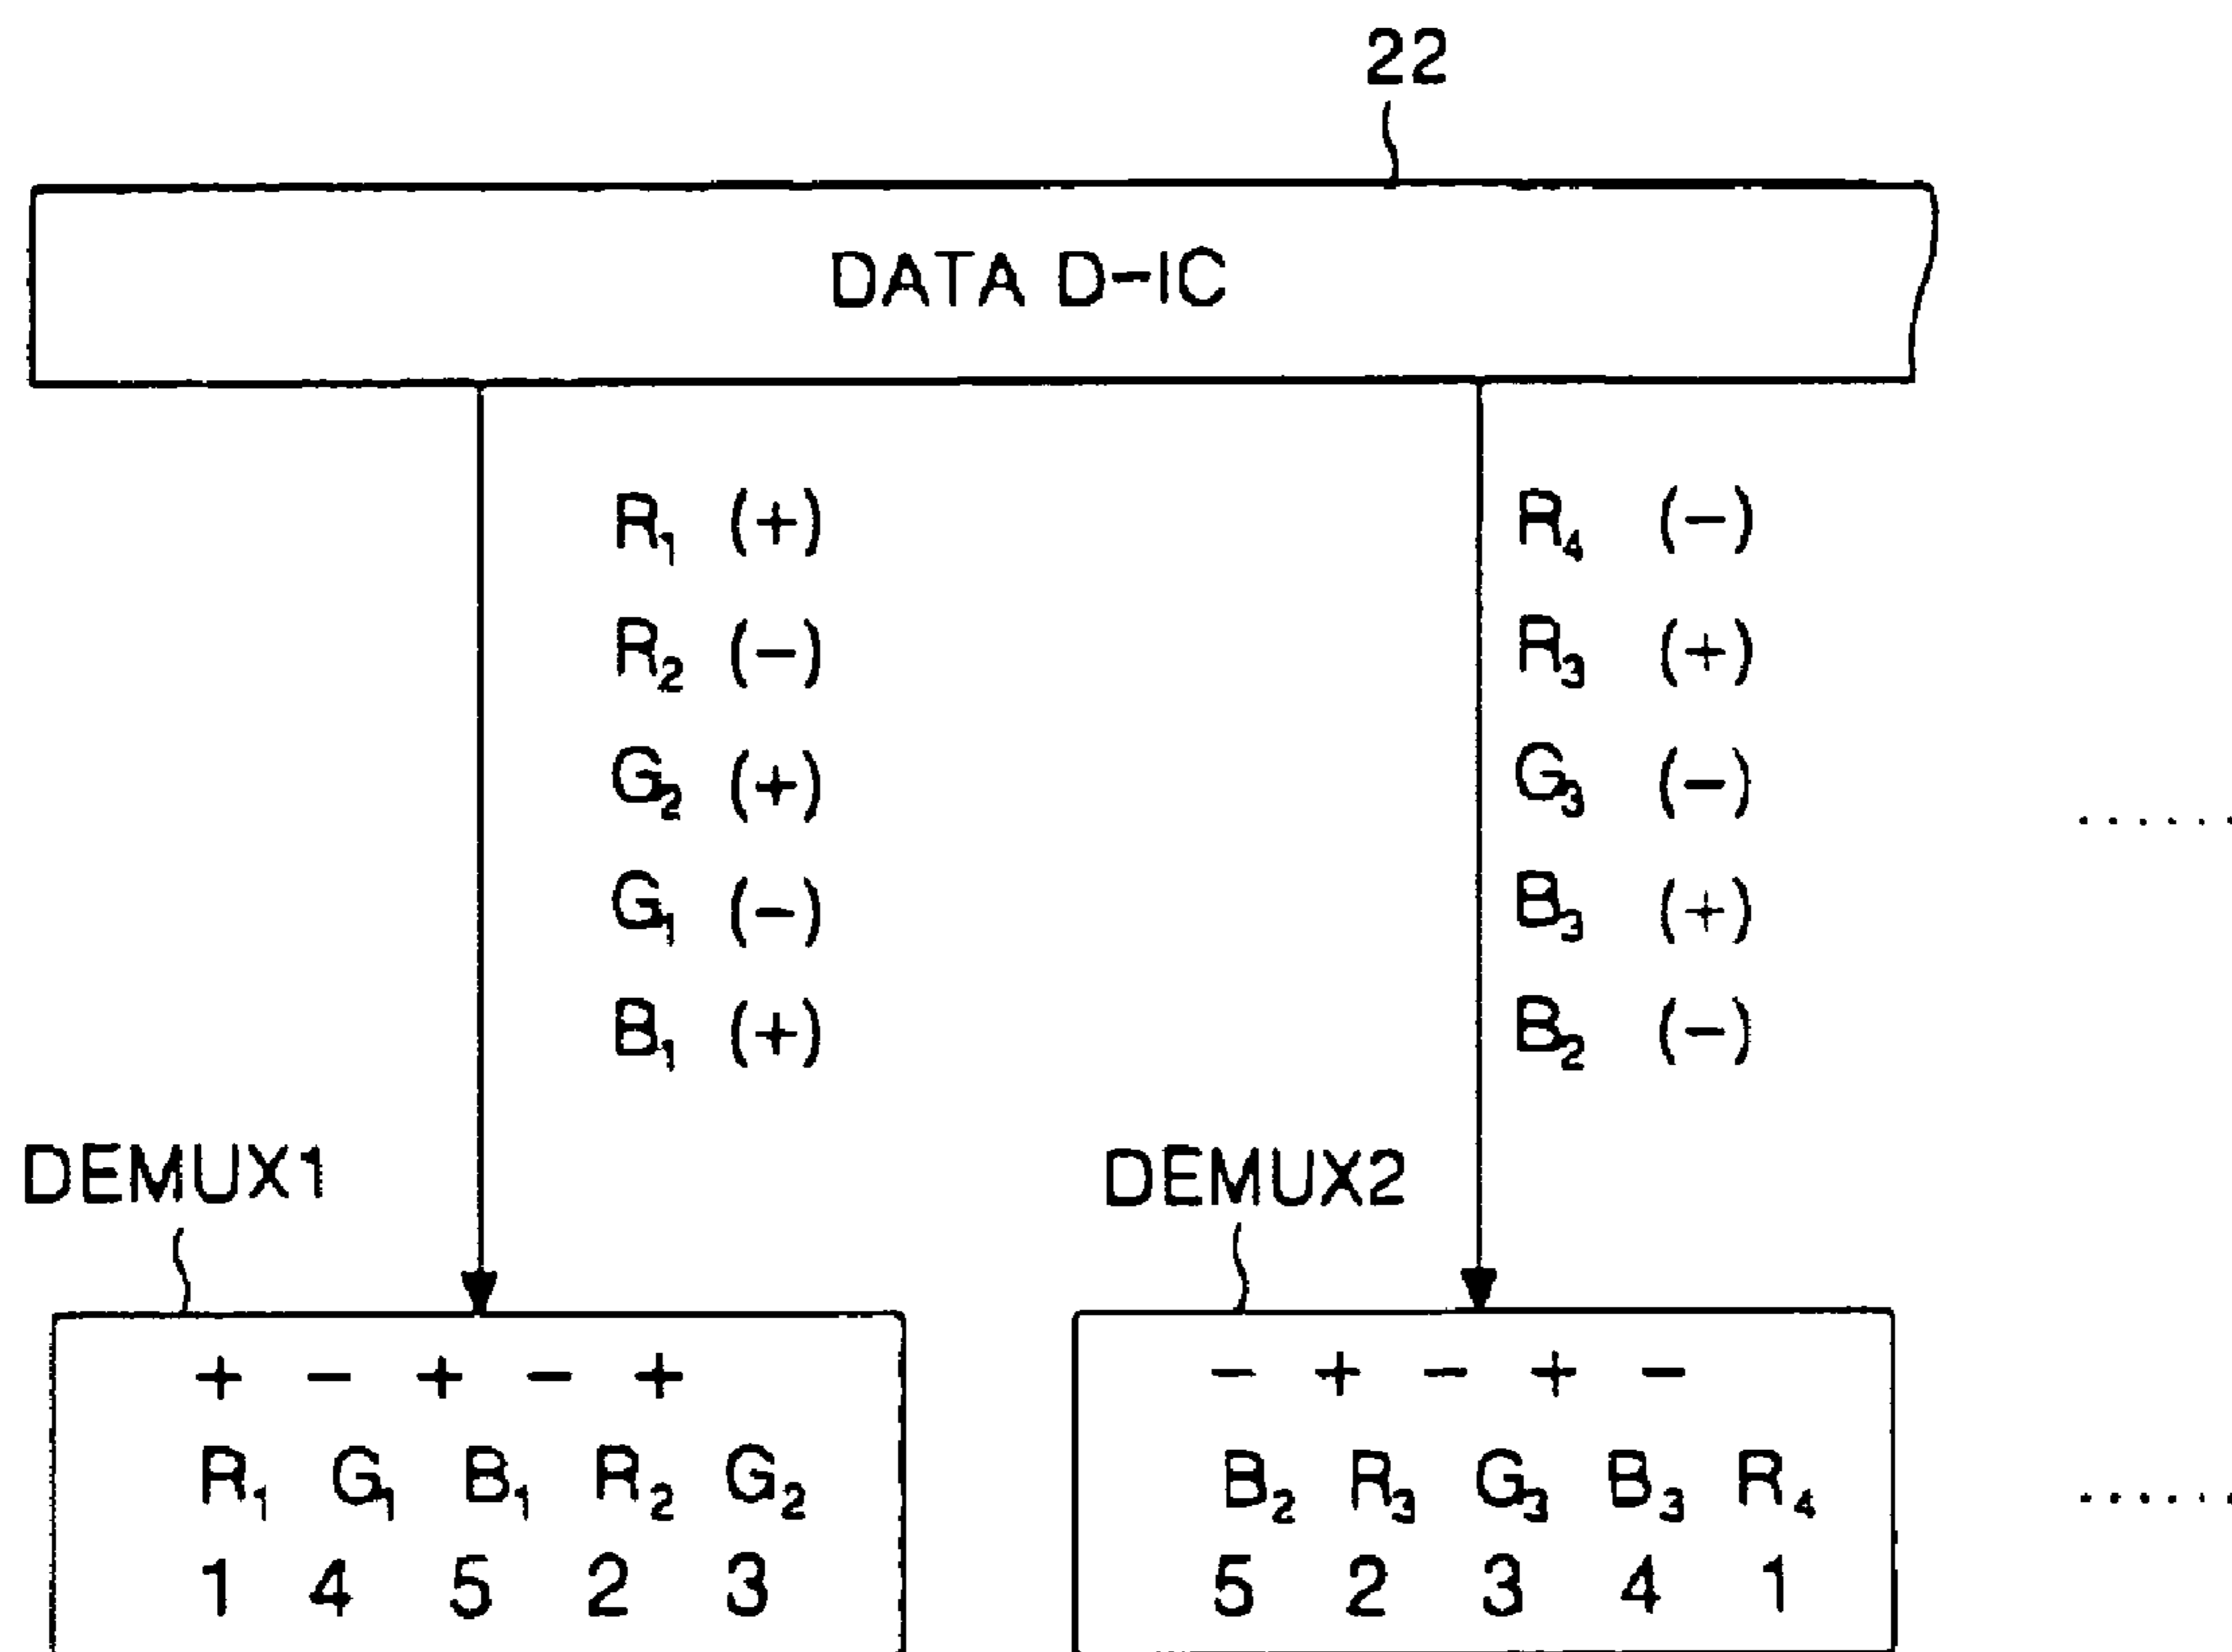 22
DATA D-IC
R₁ (+) R₄ (−)
R₂ (−) R₃ (+)
G₂ (+) G₃ (−)
G₁ (−) B₃ (+)
B₁ (+) B₂ (−)
DEMUX1 DEMUX2
+ − + − + − + − + −
R₁ G₁ B₁ R₂ G₂ B₂ R₃ G₃ B₃ R₄
1 4 5 2 3 5 2 3 4 1